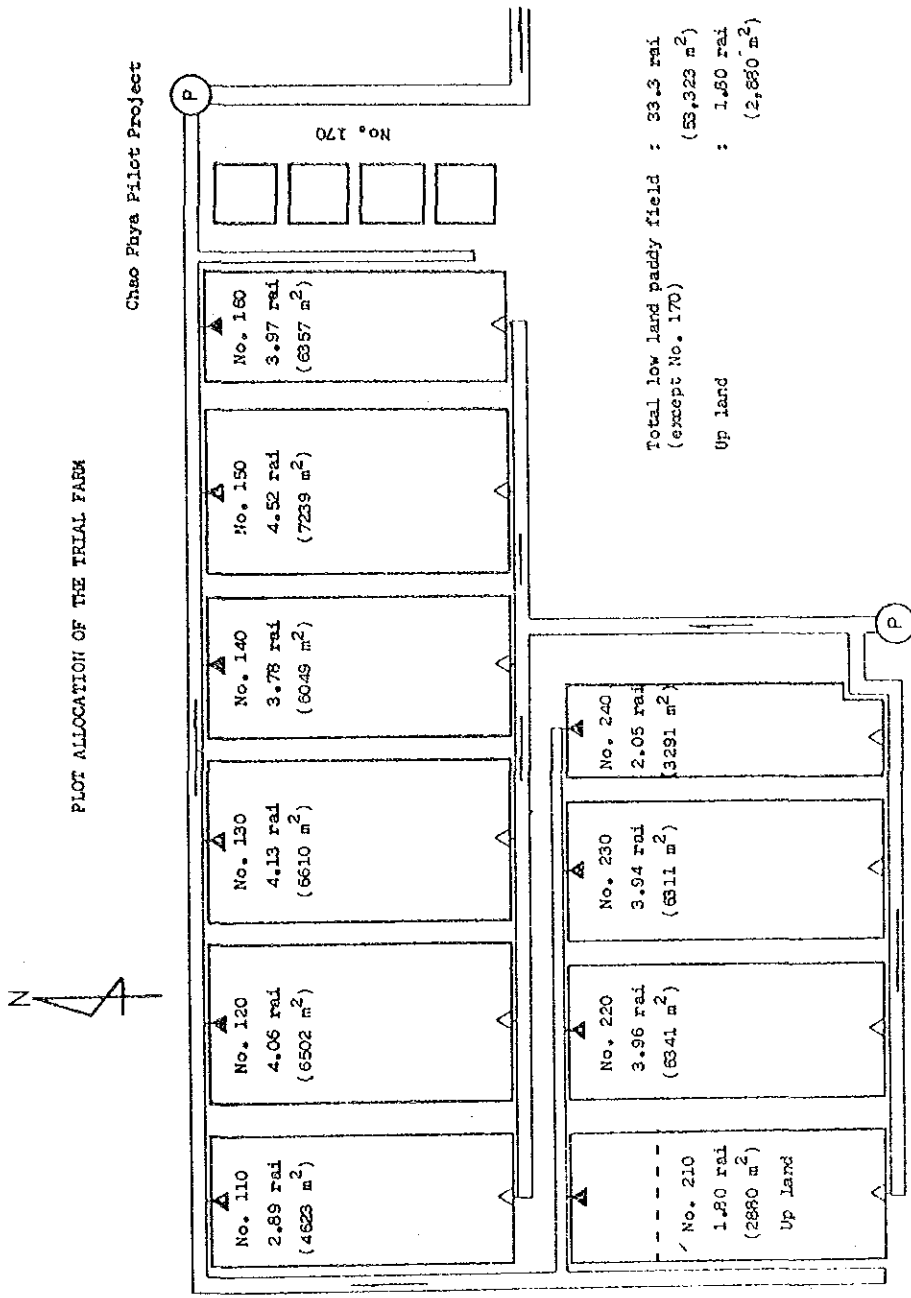 PLOT ALLOCATION OF THE TRIAL FARM
Chao Phya Pilot Project
N
P
No. 110
2.89 rai
(4623 m²)
No. 120
4.06 rai
(6502 m²)
No. 130
4.13 rai
(6610 m²)
No. 140
3.78 rai
(6049 m²)
No. 150
4.52 rai
(7239 m²)
No. 160
3.97 rai
(6357 m²)
No. 170
No. 210
1.80 rai
(2880 m²)
Up land
No. 220
3.96 rai
(6341 m²)
No. 230
3.94 rai
(6311 m²)
No. 240
2.05 rai
(3291 m²)
P
Total low land paddy field : 33.3 rai
(except No. 170) (53,323 m²)
Up land : 1.80 rai
(2,880 m²)